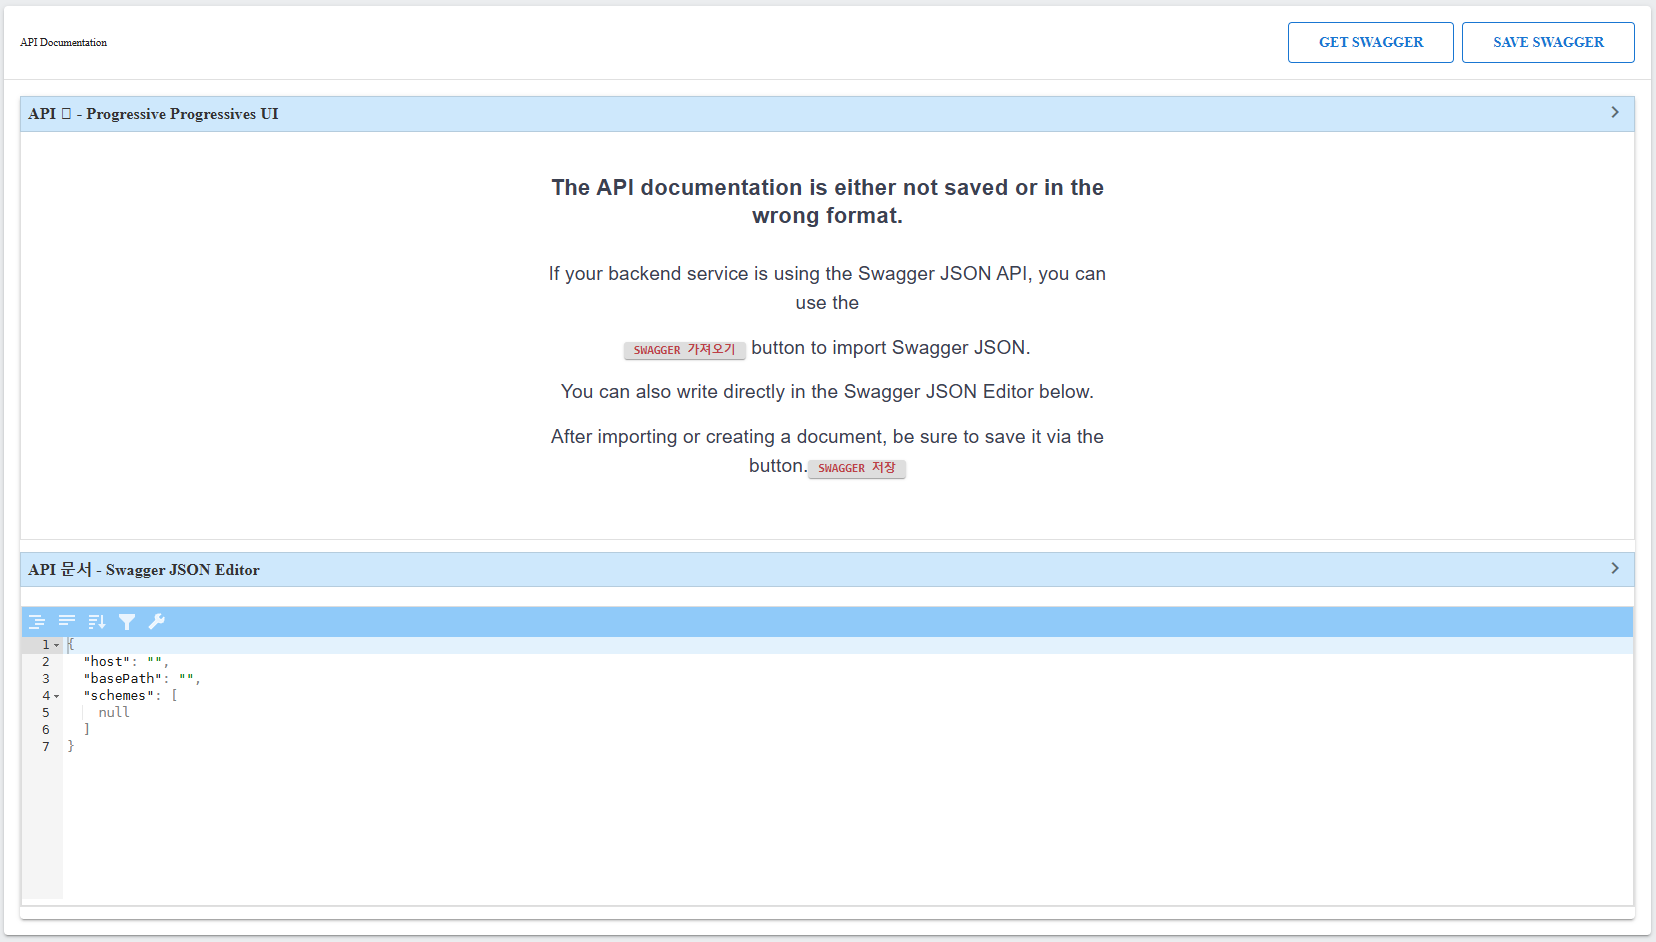 API Documentation
GET SWAGGER
SAVE SWAGGER
API - Progressive Progressives UI
The API documentation is either not saved or in the
wrong format.
If your backend service is using the Swagger JSON API, you can
use the
SWAGGER 가져오기 button to import Swagger JSON.
You can also write directly in the Swagger JSON Editor below.
After importing or creating a document, be sure to save it via the
button. SWAGGER 저장
API 문서 - Swagger JSON Editor
1 {
2 "host": "",
3 "basePath": "",
4 "schemes": [
5 null
6 ]
7 }